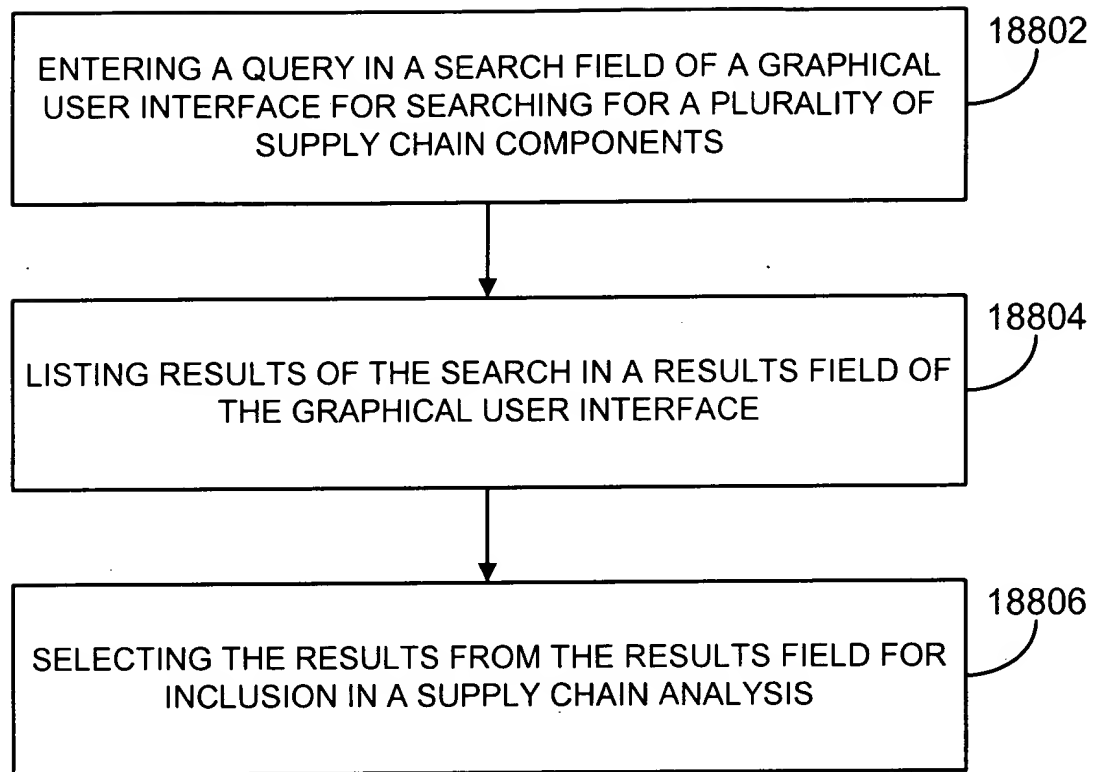 18802
ENTERING A QUERY IN A SEARCH FIELD OF A GRAPHICAL
USER INTERFACE FOR SEARCHING FOR A PLURALITY OF
SUPPLY CHAIN COMPONENTS
18804
LISTING RESULTS OF THE SEARCH IN A RESULTS FIELD OF
THE GRAPHICAL USER INTERFACE
18806
SELECTING THE RESULTS FROM THE RESULTS FIELD FOR
INCLUSION IN A SUPPLY CHAIN ANALYSIS